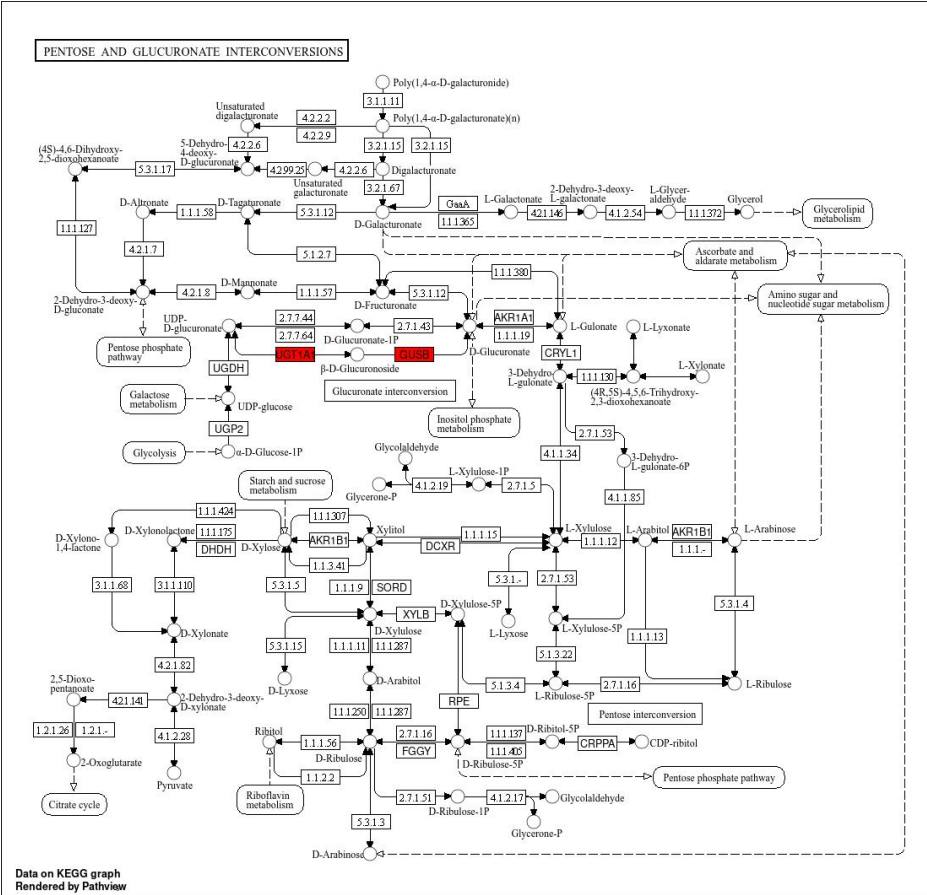 PENTOSE AND GLUCURONATE INTERCONVERSIONS
Poly(1,4-α-D-galacturonide)
3.1.1.11
Unsaturated
digalacturonate
4.2.2.2
Poly(1,4-α-D-galacturonate)(n)
4.2.2.9
(4S)-4,6-Dihydroxy-
2,5-dioxohexanoate
5-Dehydro-
4-deoxy-
D-glucuronate
4.2.2.6
3.2.1.15
3.2.1.15
5.3.1.17
4.2.99.25
4.2.2.6
Digalacturonate
Unsaturated
galacturonate
3.2.1.67
D-Altronate
D-Tagaturonate
L-Galactonate
2-Dehydro-3-deoxy-
L-galactonate
L-Glycer-
aldehyde
Glycerol
1.1.1.58
5.3.1.12
GaaA
4.2.1.146
4.1.2.54
1.1.1.372
Glycerolipid
metabolism
D-Galacturonate
1.1.1.365
1.1.1.127
4.2.1.7
5.1.2.7
Ascorbate and
aldarate metabolism
1.1.1.380
D-Mannonate
4.2.1.8
1.1.1.57
5.3.1.12
2-Dehydro-3-deoxy-
D-gluconate
D-Fructuronate
Amino sugar and
nucleotide sugar metabolism
UDP-
D-glucuronate
2.7.7.44
2.7.7.64
2.7.1.43
D-Glucuronate-1P
AKR1A1
1.1.1.19
L-Gulonate
L-Lyxonate
Pentose phosphate
pathway
UGT1A1
GUSB
D-Glucuronate
CRYL1
UGDH
β-D-Glucuronoside
3-Dehydro
L-gulonate
1.1.1.130
L-Xylonate
Glucuronate interconversion
(4R,5S)-4,5,6-Trihydroxy-
2,3-dioxohexanoate
Galactose
metabolism
UDP-glucose
Inositol phosphate
metabolism
UGP2
2.7.1.53
Glycolysis
α-D-Glucose-1P
Glycolaldehyde
4.1.1.34
3-Dehydro-
L-gulonate-6P
L-Xylulose-1P
Starch and sucrose
metabolism
Glycerone-P
4.1.2.19
2.7.1.5
4.1.1.85
1.1.1.424
1.1.1.307
D-Xylono-
1,4-lactone
D-Xylonolactone
1.1.1.175
DHDH
D-Xylose
AKR1B1
Xylitol
1.1.1.15
DCXR
L-Xylulose
1.1.1.12
L-Arabitol
AKR1B1
1.1.1.-
L-Arabinose
1.1.3.41
3.1.1.68
3.1.1.110
5.3.1.5
1.1.1.9
SORD
5.3.1.-
2.7.1.53
5.3.1.4
D-Xylulose-5P
XYLB
D-Xylonate
D-Xylulose
L-Lyxose
L-Xylulose-5P
1.1.1.13
5.3.1.15
1.1.1.11
1.1.1.287
5.3.1.22
4.2.1.82
2,5-Dioxo-
pentanoate
D-Lyxose
D-Arabitol
5.1.3.4
2.7.1.16
L-Ribulose
L-Ribulose-5P
4.2.1.141
2-Dehydro-3-deoxy-
D-xylonate
RPE
1.1.1.250
1.1.1.287
Pentose interconversion
1.2.1.26
1.2.1.-
4.1.2.28
Ribitol
1.1.1.56
D-Ribulose
2.7.1.16
FGGY
1.1.1.137
D-Ribitol-5P
1.1.1.405
CRPPA
CDP-ribitol
D-Ribulose-5P
2-Oxoglutarate
Pyruvate
1.1.2.2
Pentose phosphate pathway
Citrate cycle
Riboflavin
metabolism
2.7.1.51
D-Ribulose-1P
4.1.2.17
Glycolaldehyde
5.3.1.3
Glycerone-P
D-Arabinose
Data on KEGG graph
Rendered by Pathview